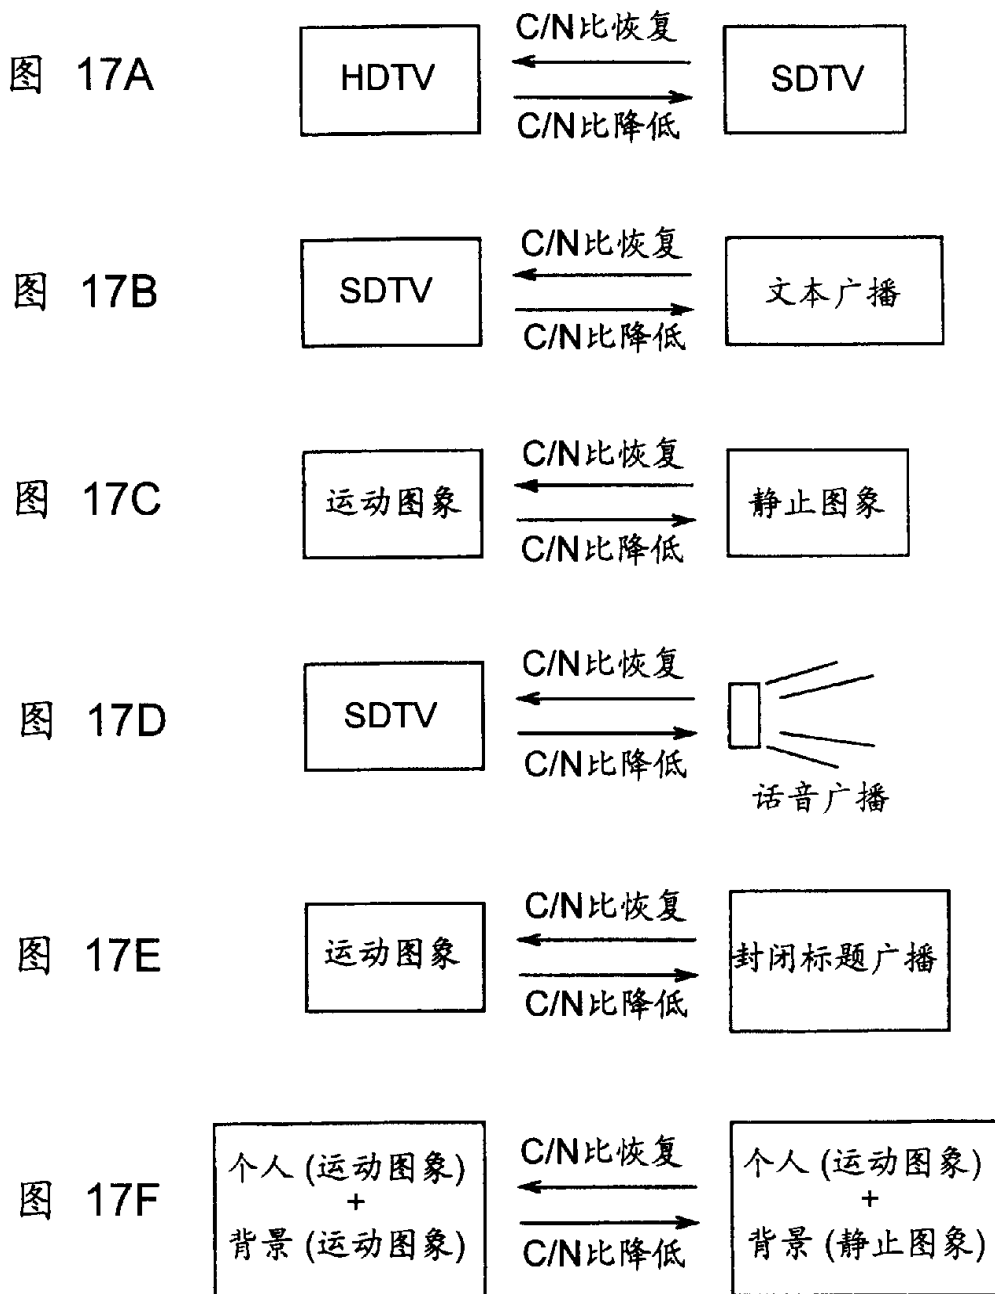 图 17A
HDTV
C/N比恢复
C/N比降低
SDTV
图 17B
SDTV
C/N比恢复
C/N比降低
文本广播
图 17C
运动图象
C/N比恢复
C/N比降低
静止图象
图 17D
SDTV
C/N比恢复
C/N比降低
话音广播
图 17E
运动图象
C/N比恢复
C/N比降低
封闭标题广播
图 17F
个人 (运动图象)
+
背景 (运动图象)
C/N比恢复
C/N比降低
个人 (运动图象)
+
背景 (静止图象)